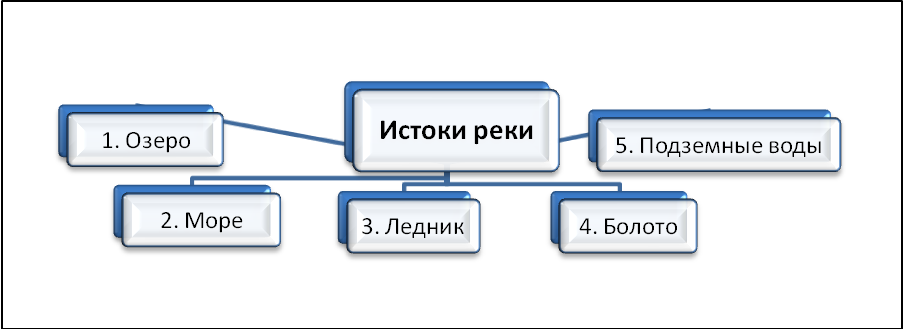 Истоки реки
1. Озеро
2. Море
3. Ледник
4. Болото
5. Подземные воды